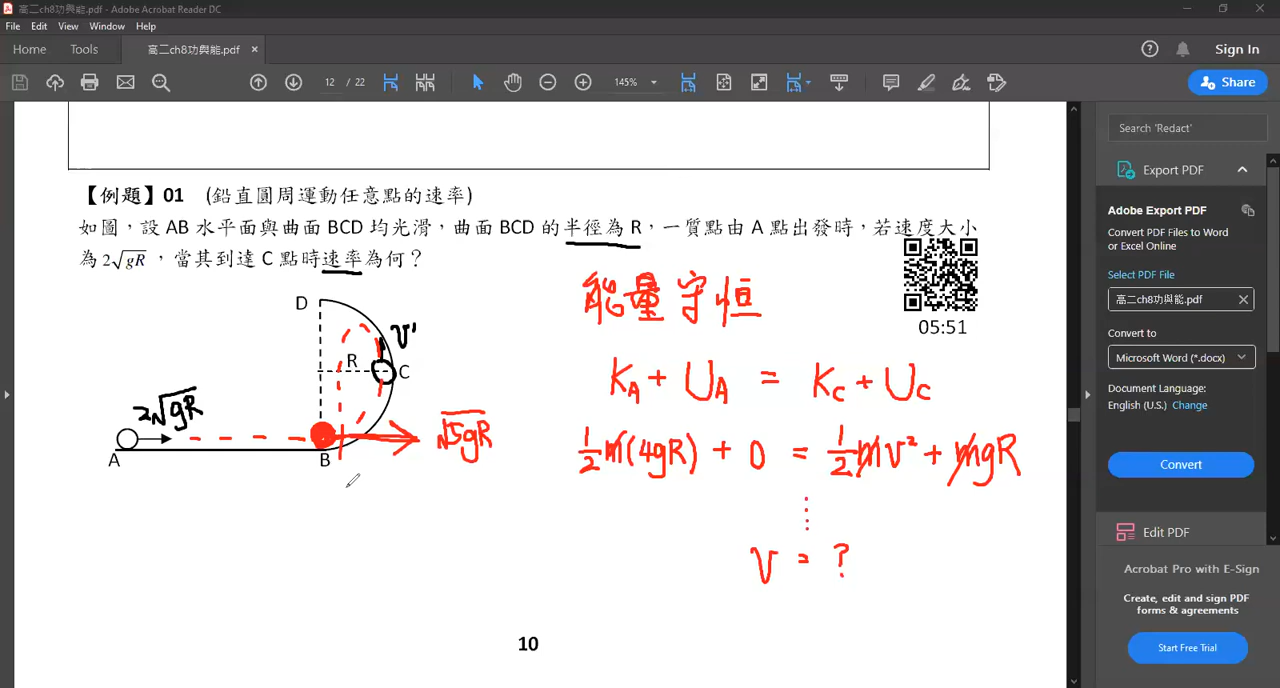 高二ch8功與能.pdf - Adobe Acrobat Reader DC
File Edit View Window Help
Home Tools 高二ch8功與能.pdf × Sign In
12 / 22 145% Share
Search 'Redact'
Export PDF
Adobe Export PDF
Convert PDF Files to Word
or Excel Online
Select PDF File
高二ch8功與能.pdf
Convert to
Microsoft Word (*.docx)
Document Language:
English (U.S.) Change
Convert
Edit PDF
Acrobat Pro with E-Sign
Create, edit and sign PDF
forms & agreements
Start Free Trial
【例題】01 (鉛直圓周運動任意點的速率)
如圖，設 AB 水平面與曲面 BCD 均光滑，曲面 BCD 的半徑為 R，一質點由 A 點出發時，若速度大小
為 2√gR，當其到達 C 點時速率為何？
05:51
D
V'
R
C
2√gR
√5gR
A
B
能量守恒
KA + UA = KC + UC
1/2 m(4gR) + 0 = 1/2 mV² + mgR
V = ?
10